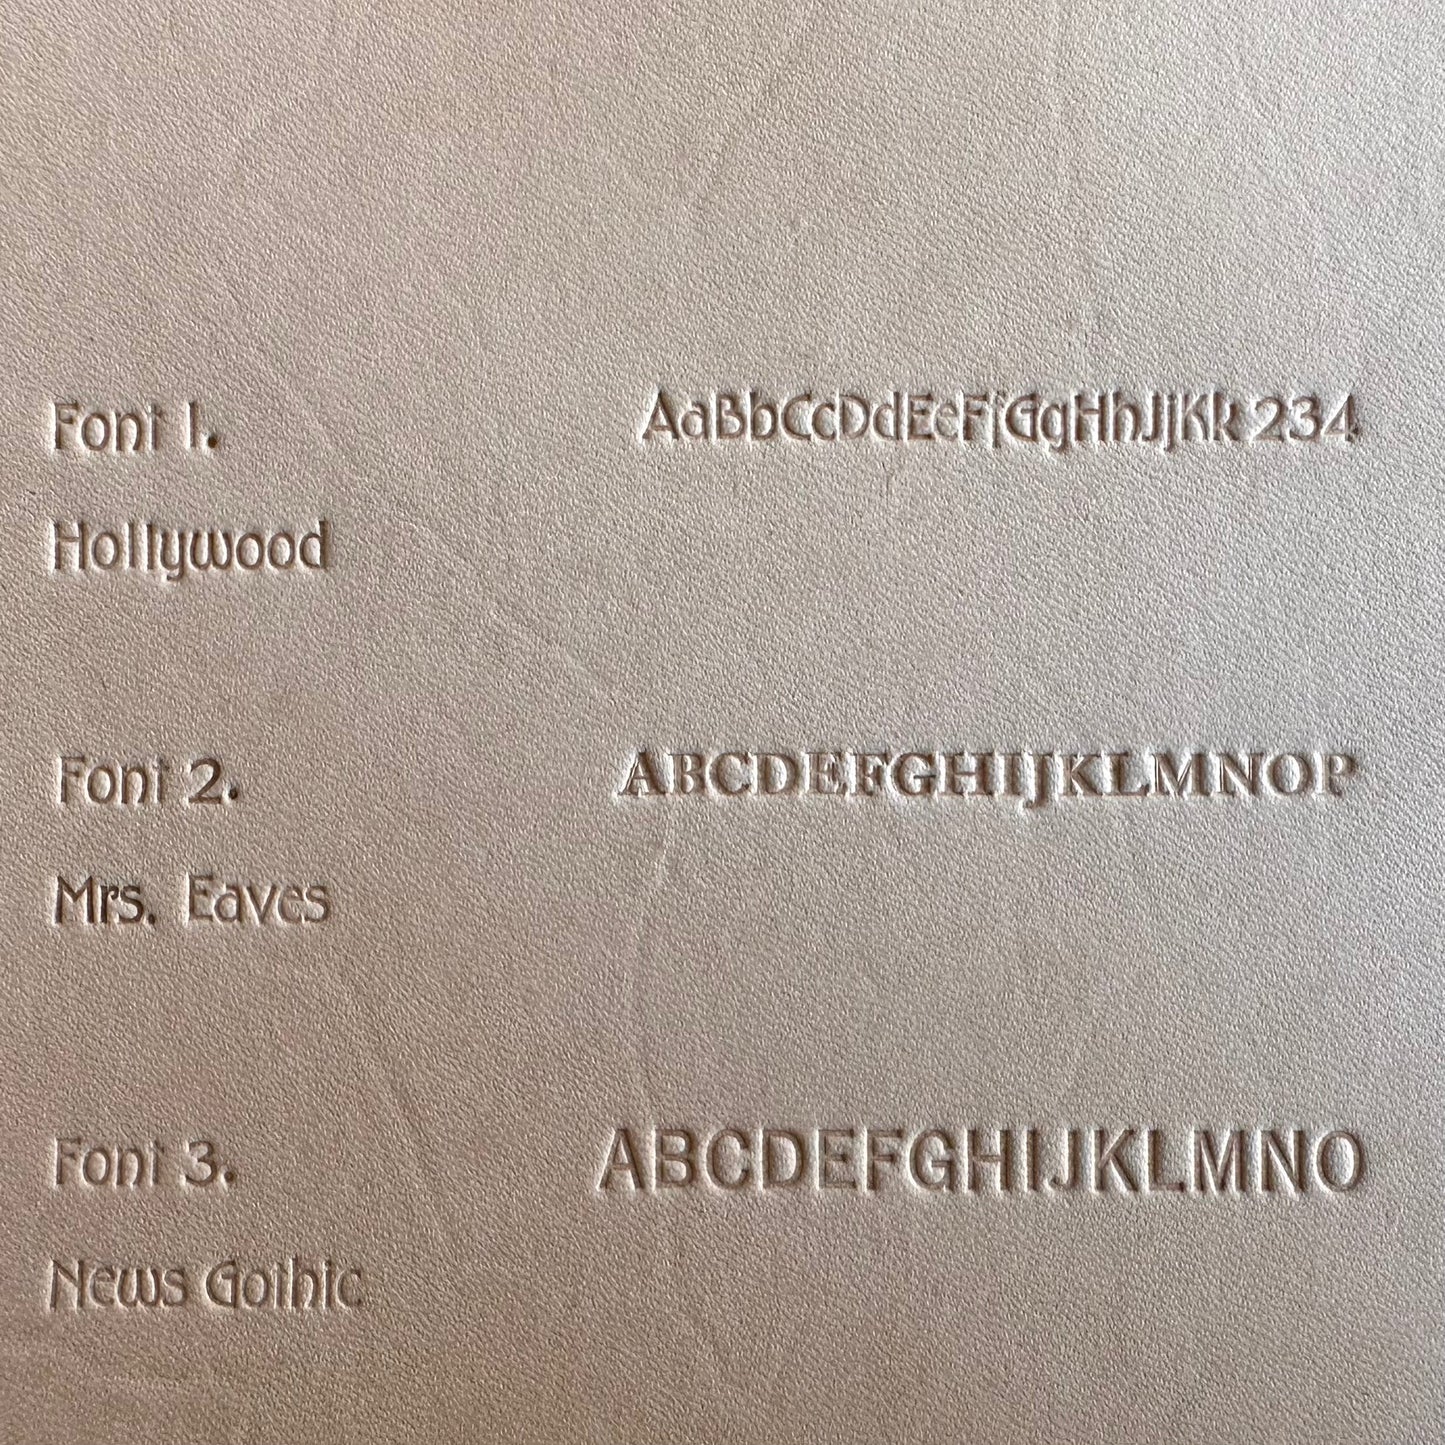 Font 1. AaBbCcDdEeFfGgHhJjKk 234
Hollywood
Font 2. ABCDEFGHIJKLMNOP
Mrs. Eaves
Font 3. ABCDEFGHIJKLMNO
News Gothic